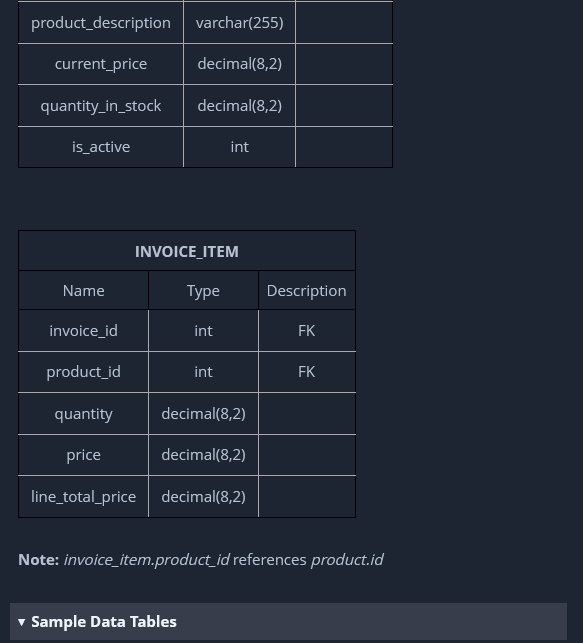 product_description varchar(255)
current_price decimal(8,2)
quantity_in_stock decimal(8,2)
is_active int
INVOICE_ITEM
Name Type Description
invoice_id int FK
product_id int FK
quantity decimal(8,2)
price decimal(8,2)
line_total_price decimal(8,2)
Note: invoice_item.product_id references product.id
▾ Sample Data Tables